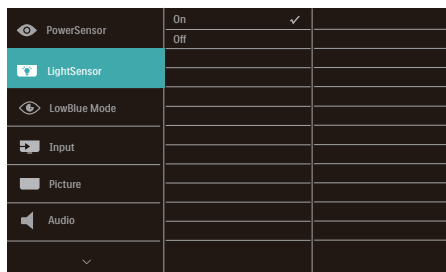 PowerSensor
On
Off
LightSensor
LowBlue Mode
Input
Picture
Audio